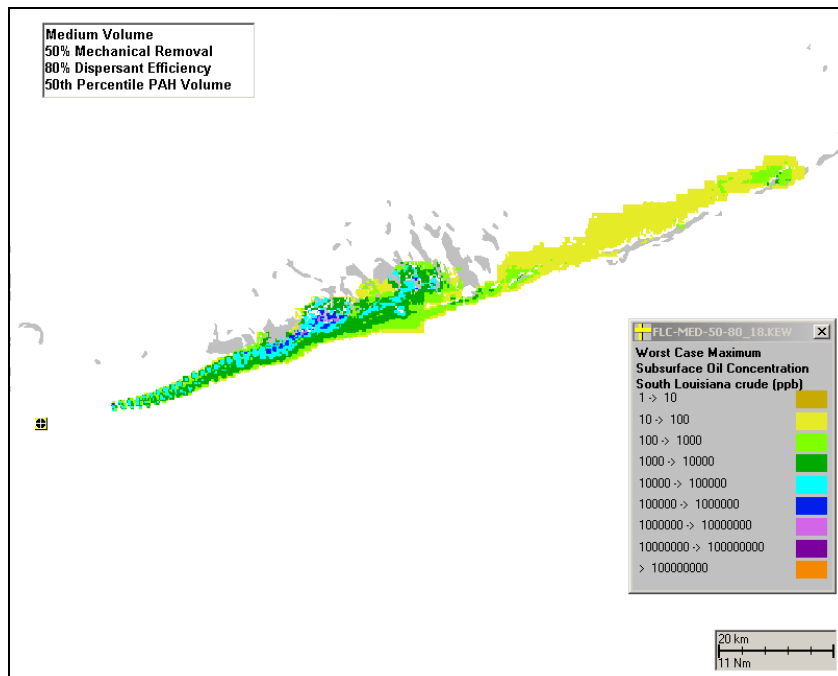 Medium Volume
50% Mechanical Removal
80% Dispersant Efficiency
50th Percentile PAH Volume
FLC-MED-50-80_18.KEW
Worst Case Maximum
Subsurface Oil Concentration
South Louisiana crude (ppb)
1 -> 10
10 -> 100
100 -> 1000
1000 -> 10000
10000 -> 100000
100000 -> 1000000
1000000 -> 10000000
10000000 -> 100000000
> 100000000
20 km
11 Nm